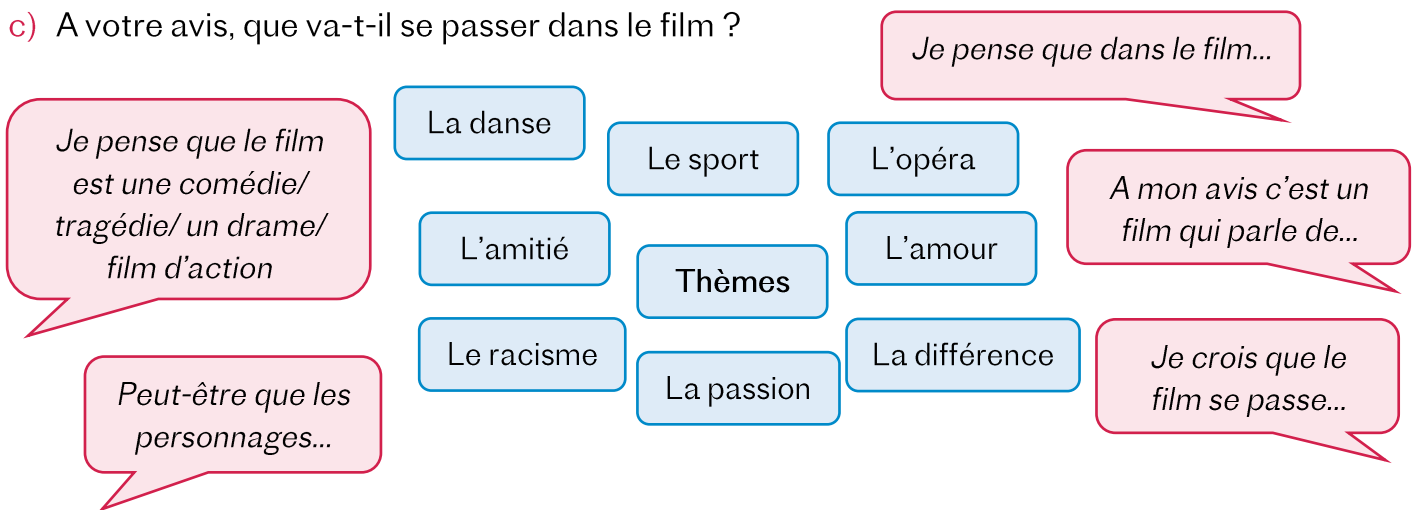 c) A votre avis, que va-t-il se passer dans le film ?
Je pense que dans le film...
Je pense que le film
est une comédie/
tragédie/ un drame/
film d'action
La danse
Le sport
L'opéra
A mon avis c'est un
film qui parle de...
L'amitié
Thèmes
L'amour
Le racisme
La passion
La différence
Je crois que le
film se passe...
Peut-être que les
personnages...